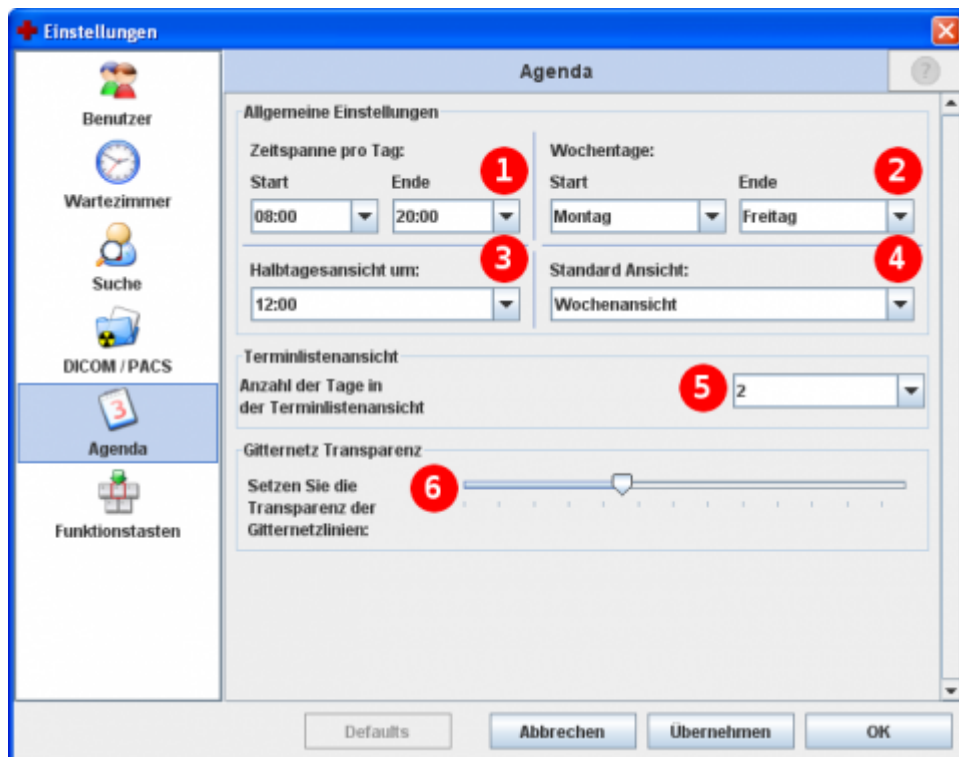 Einstellungen
Benutzer
Wartezimmer
Suche
DICOM / PACS
3
Agenda
Funktionstasten
Agenda
?
Allgemeine Einstellungen
Zeitspanne pro Tag:
1
Start Ende
08:00 20:00
Wochentage:
2
Start Ende
Montag Freitag
Halbtagesansicht um:
3
12:00
Standard Ansicht:
4
Wochenansicht
Terminlistenansicht
Anzahl der Tage in
der Terminlistenansicht
5
2
Gitternetz Transparenz
Setzen Sie die
Transparenz der
Gitternetzlinien:
6
Defaults Abbrechen Übernehmen OK